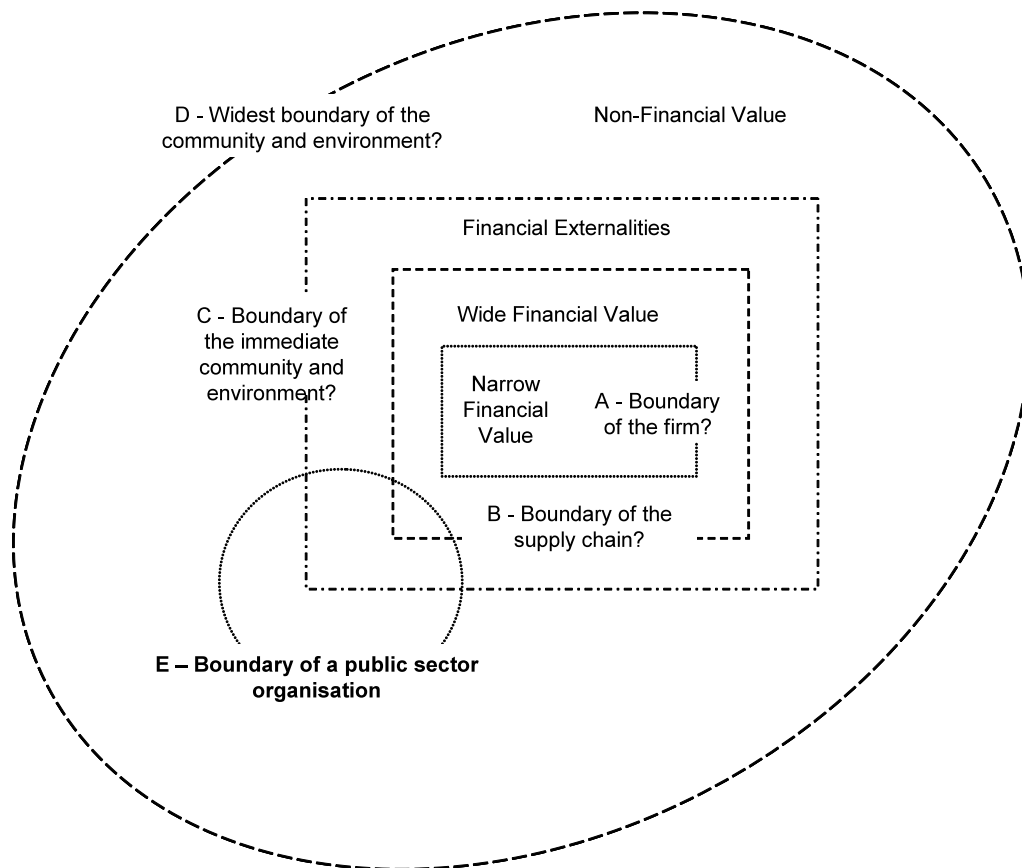 D - Widest boundary of the
community and environment?
Non-Financial Value
Financial Externalities
C - Boundary of
the immediate
community and
environment?
Wide Financial Value
Narrow
Financial
Value
A - Boundary
of the firm?
B - Boundary of the
supply chain?
E – Boundary of a public sector
organisation